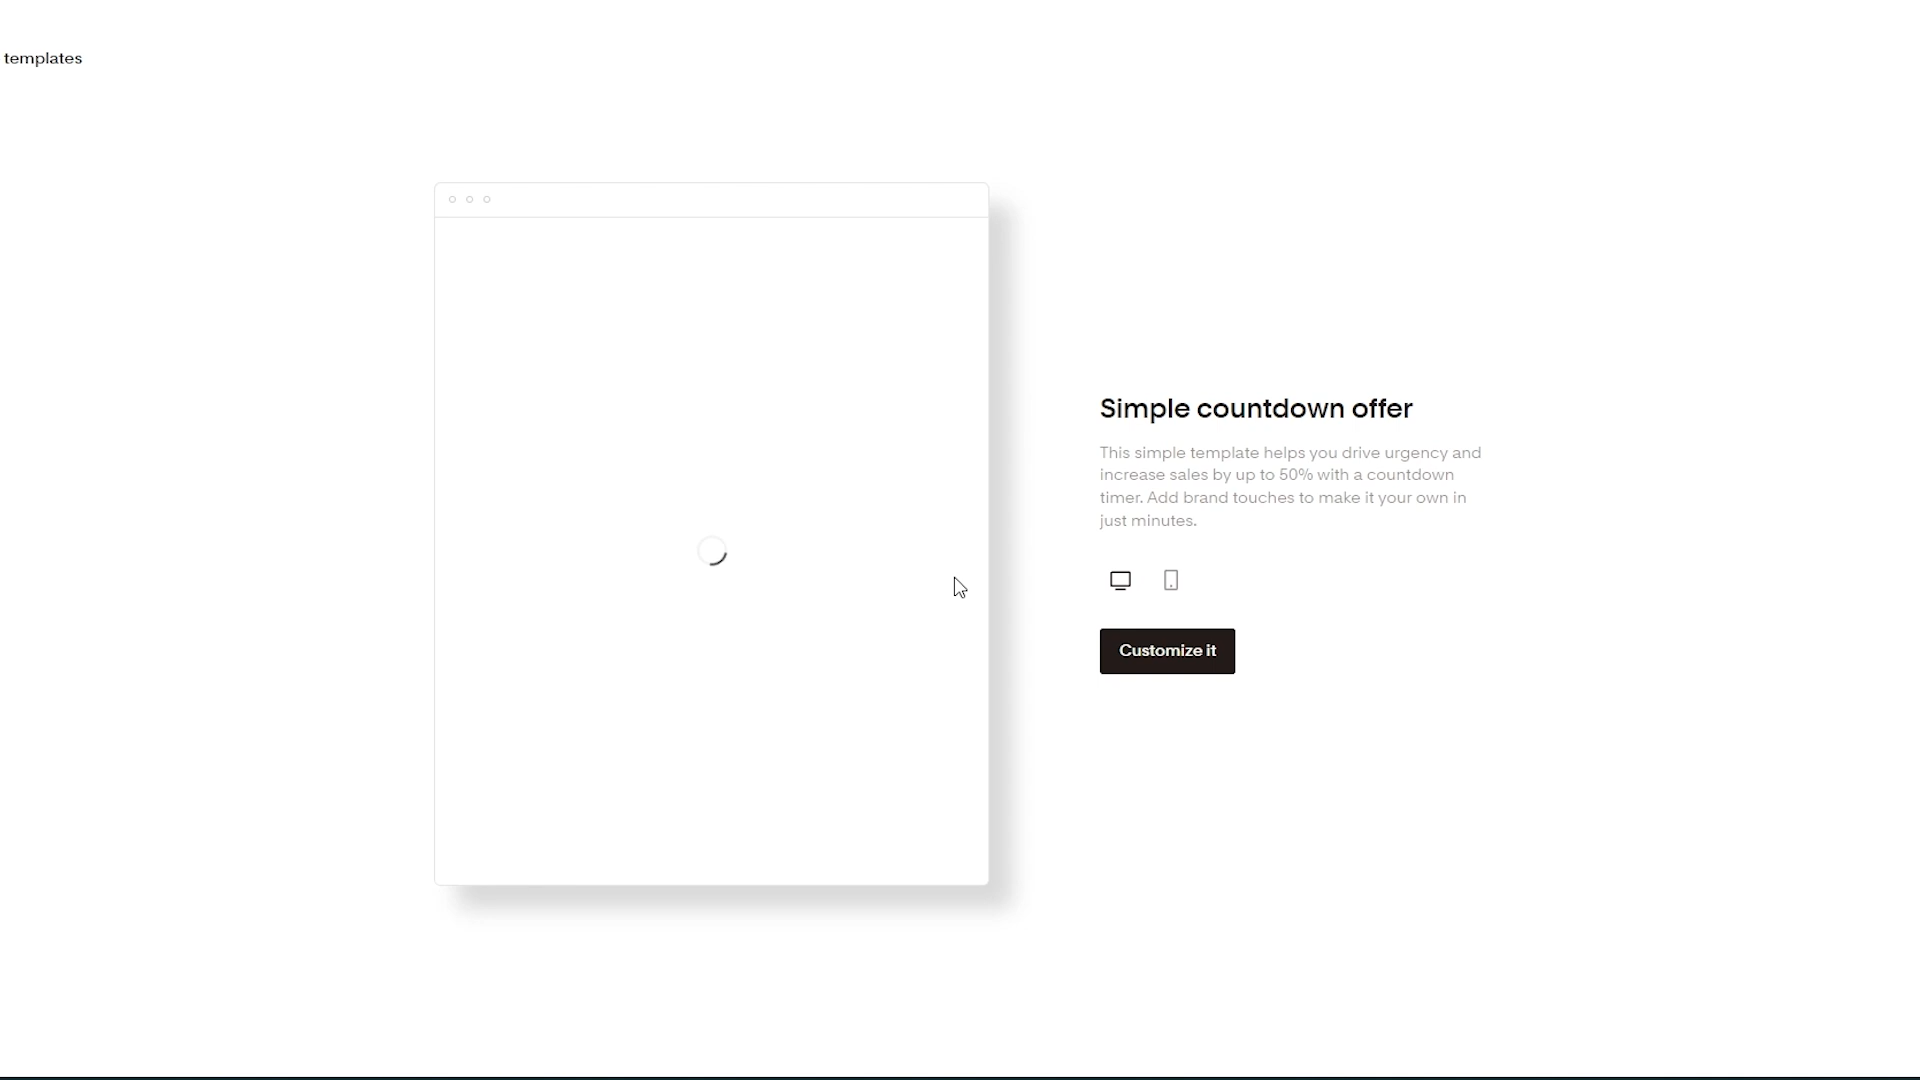 templates
Simple countdown offer
This simple template helps you drive urgency and
increase sales by up to 50% with a countdown
timer. Add brand touches to make it your own in
just minutes.
Customize it